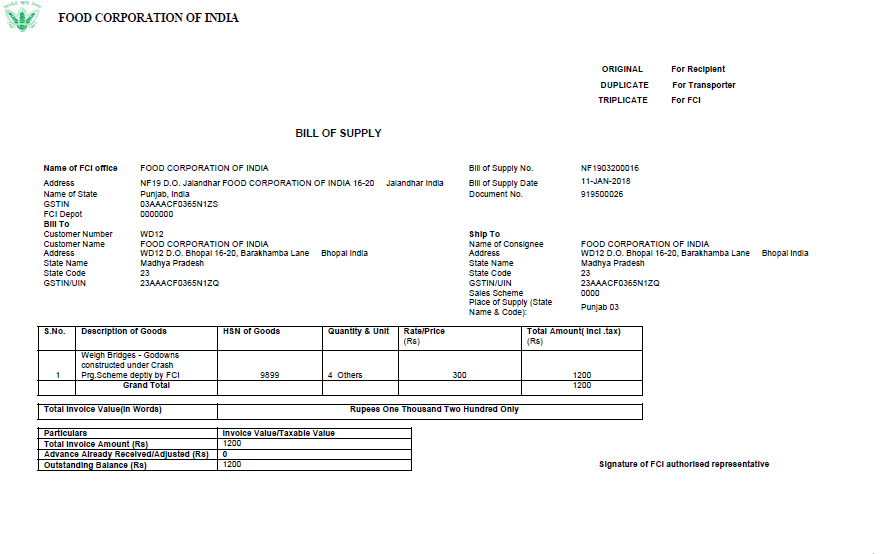 FOOD CORPORATION OF INDIA
ORIGINAL For Recipient
DUPLICATE For Transporter
TRIPLICATE For FCI
BILL OF SUPPLY
Name of FCI office FOOD CORPORATION OF INDIA Bill of Supply No. NF1903200016
Address NF19 D.O. Jalandhar FOOD CORPORATION OF INDIA 16-20 Jalandhar India Bill of Supply Date 11-JAN-2018
Name of State Punjab, India Document No. 919500026
GSTIN 03AAACF0365N1ZS
FCI Depot 0000000
Bill To
Customer Number WD12 Ship To
Customer Name FOOD CORPORATION OF INDIA Name of Consignee FOOD CORPORATION OF INDIA
Address WD12 D.O. Bhopal 16-20, Barakhamba Lane Bhopal India Address WD12 D.O. Bhopal 16-20, Barakhamba Lane Bhopal India
State Name Madhya Pradesh State Name Madhya Pradesh
State Code 23 State Code 23
GSTIN/UIN 23AAACF0365N1ZQ GSTIN/UIN 23AAACF0365N1ZQ
Sales Scheme 0000
Place of Supply (State
Name & Code): Punjab 03
S.No. Description of Goods HSN of Goods Quantity & Unit Rate/Price Total Amount( Incl .tax)
(Rs) (Rs)
Weigh Bridges - Godowns
constructed under Crash
1 Prg.Scheme deptly by FCI 9899 4 Others 300 1200
Grand Total 1200
Total Invoice Value(In Words) Rupees One Thousand Two Hundred Only
Particulars Invoice Value/Taxable Value
Total Invoice Amount (Rs) 1200
Advance Already Received/Adjusted (Rs) 0
Outstanding Balance (Rs) 1200
Signature of FCI authorised representative